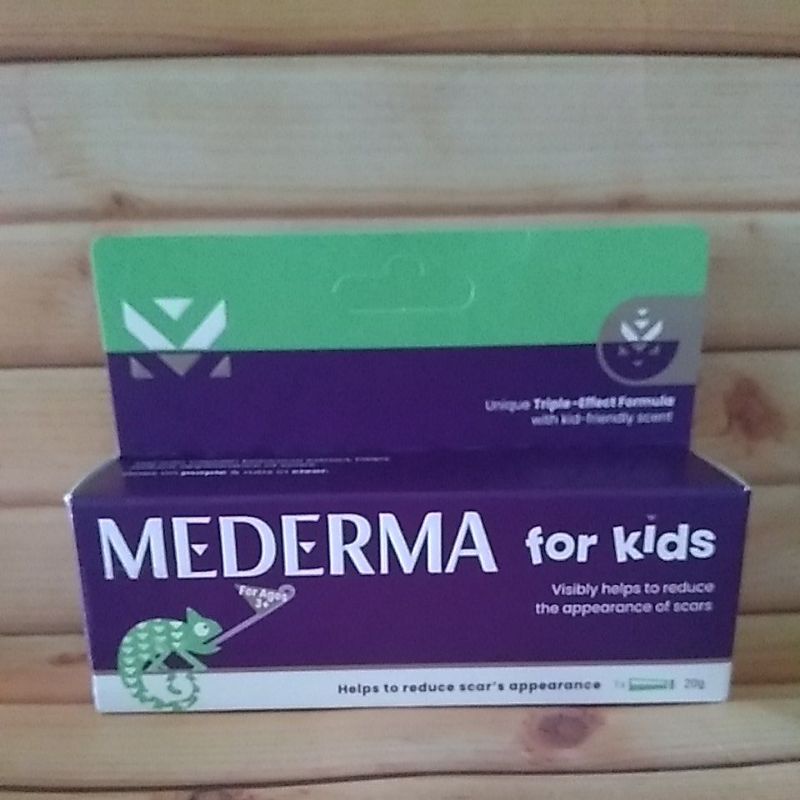 Unique Triple-Effect Formula
with kid-friendly scent
MEDERMA for kids
Visibly helps to reduce
the appearance of scars
For Ages
3+
Helps to reduce scar's appearance 1x 20g